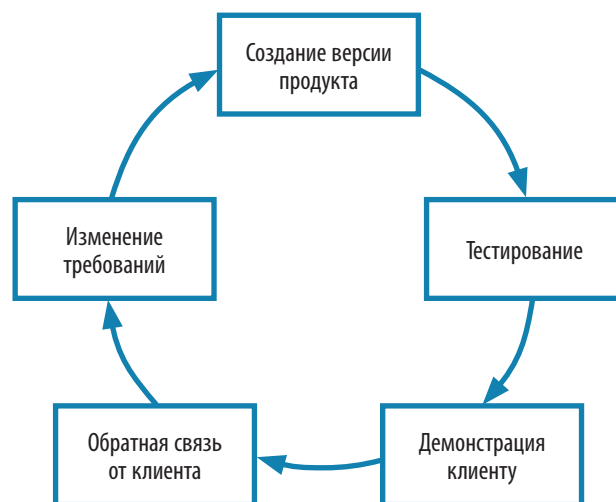 Создание версии
продукта
Тестирование
Демонстрация
клиенту
Обратная связь
от клиента
Изменение
требований